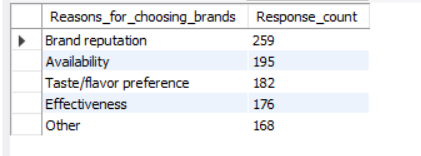 Reasons_for_choosing_brands Response_count
Brand reputation 259
Availability 195
Taste/flavor preference 182
Effectiveness 176
Other 168